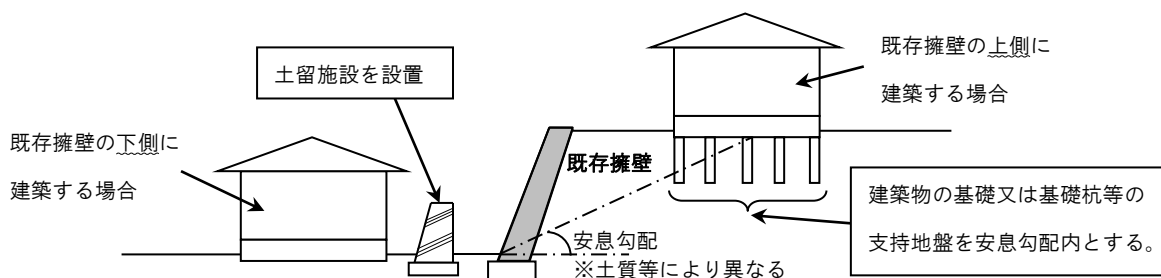 土留施設を設置
既存擁壁の上側に
建築する場合
既存擁壁の下側に
建築する場合
既存擁壁
建築物の基礎又は基礎杭等の
支持地盤を安息勾配内とする。
安息勾配
※土質等により異なる